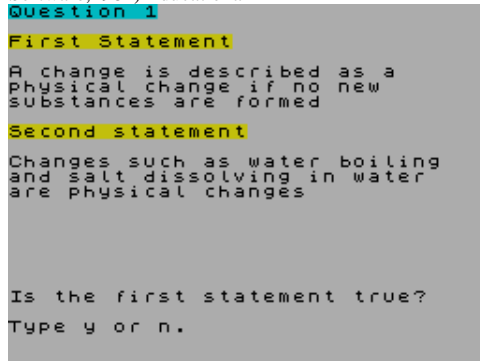 Question 1
First Statement
A change is described as a
physical change if no new
substances are formed
Second statement
Changes such as water boiling
and salt dissolving in water
are physical changes
Is the first statement true?
Type y or n.